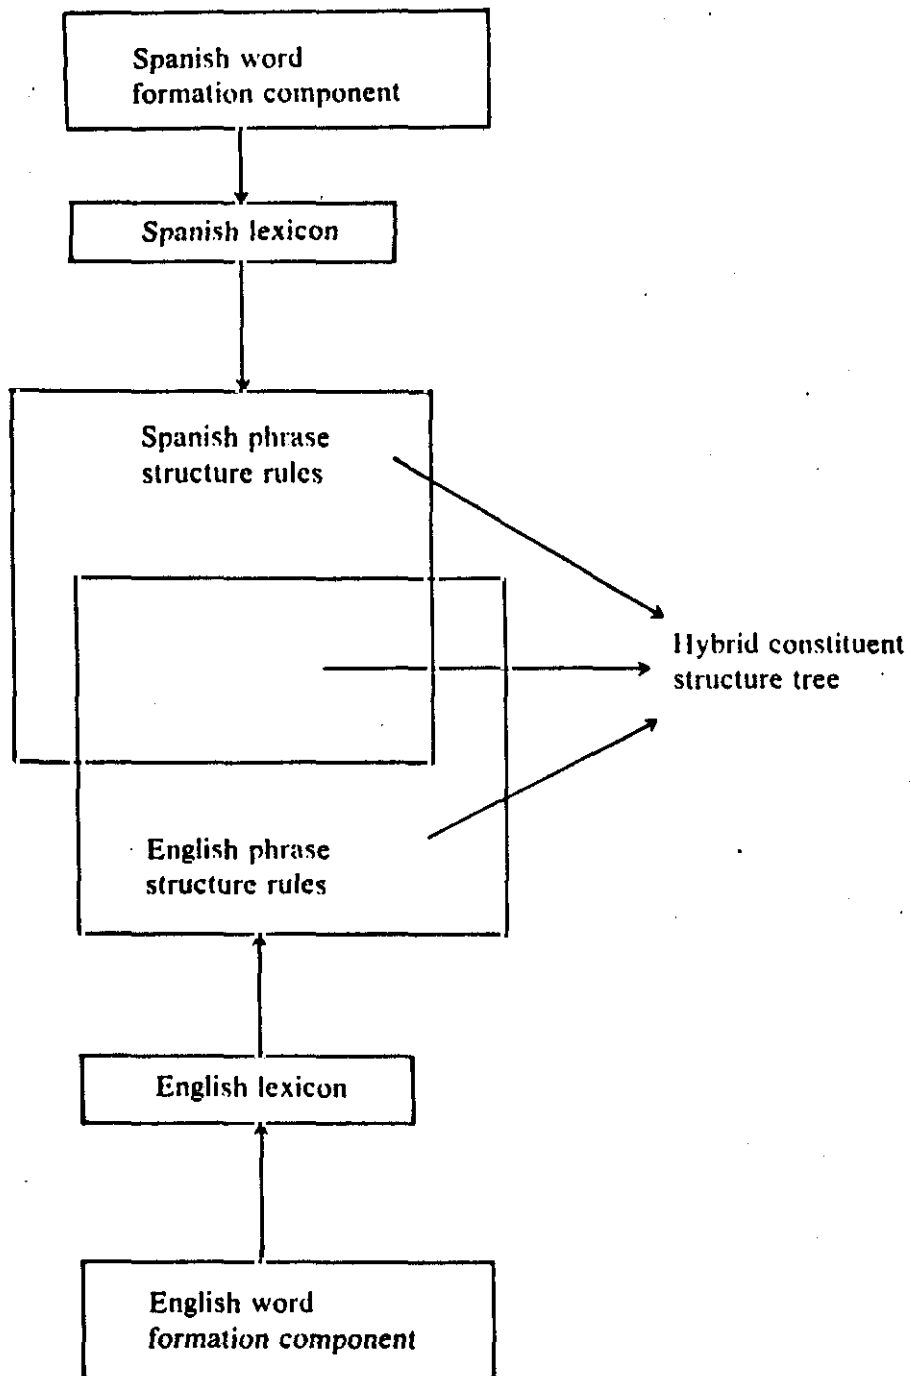 Spanish word
formation component
Spanish lexicon
Spanish phrase
structure rules
Hybrid constituent
structure tree
English phrase
structure rules
English lexicon
English word
formation component